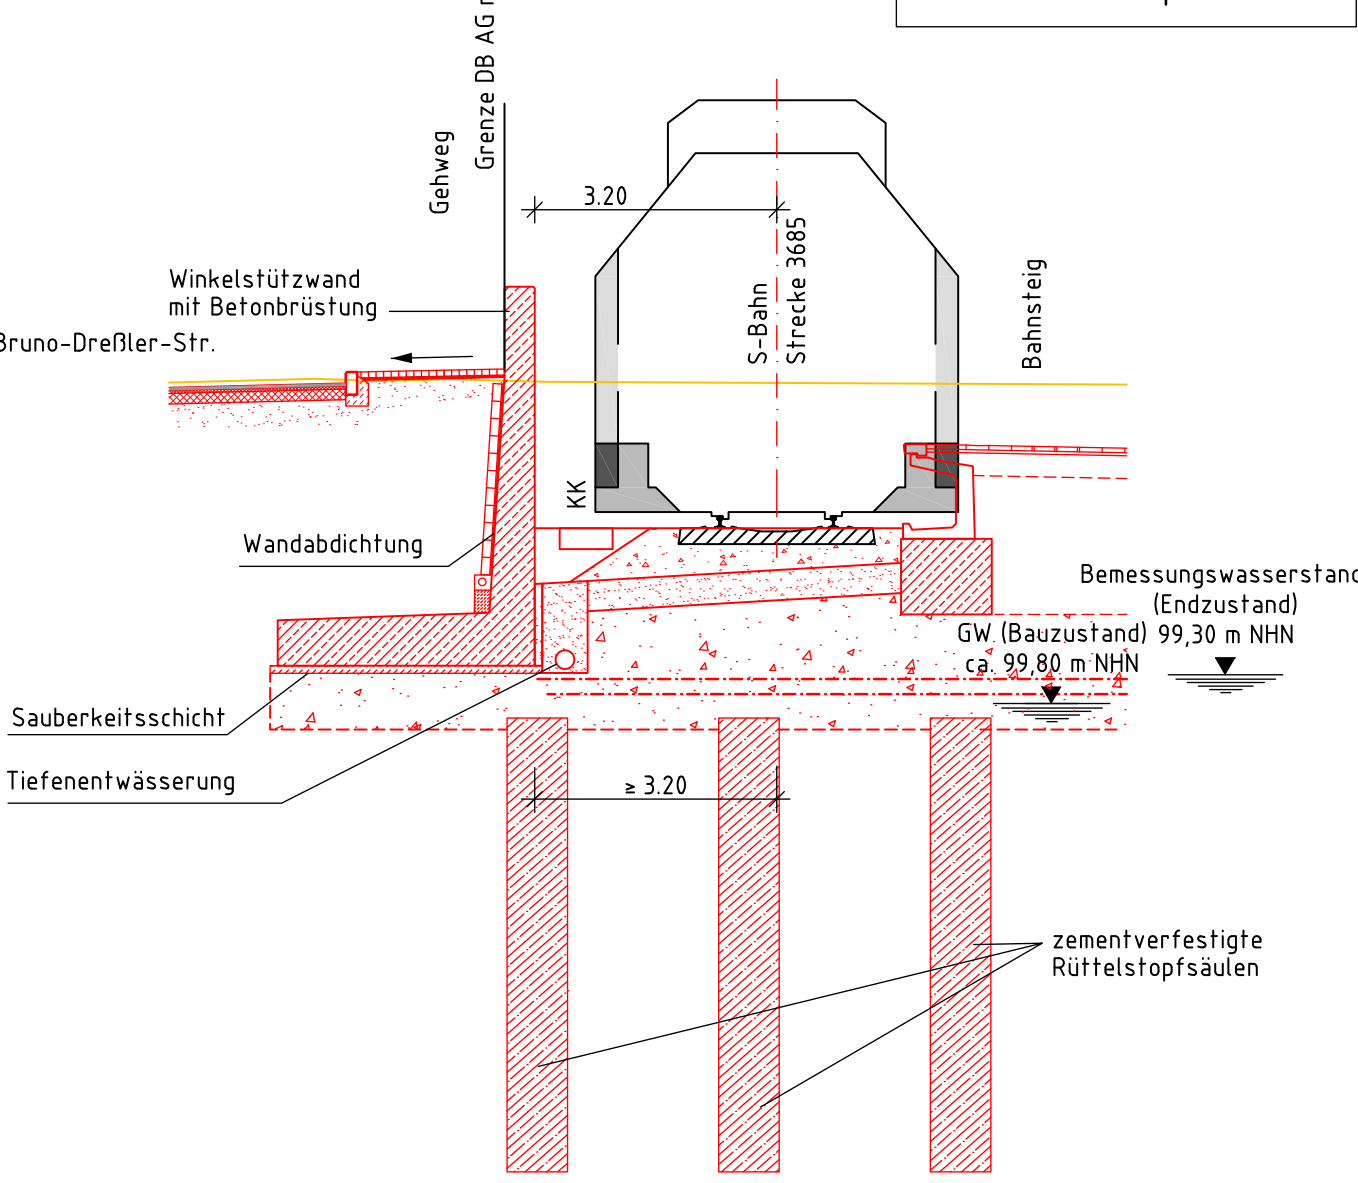 Grenze DB AG
Gehweg
3.20
S-Bahn
Strecke 3685
Bahnsteig
Winkelstützwand
mit Betonbrüstung
Bruno-Dreßler-Str.
KK
Wandabdichtung
Bemessungswasserstand
(Endzustand)
99,30 m NHN
GW (Bauzustand)
ca. 99,80 m NHN
Sauberkeitsschicht
Tiefenentwässerung
≥ 3.20
zementverfestigte
Rüttelstopfsäulen